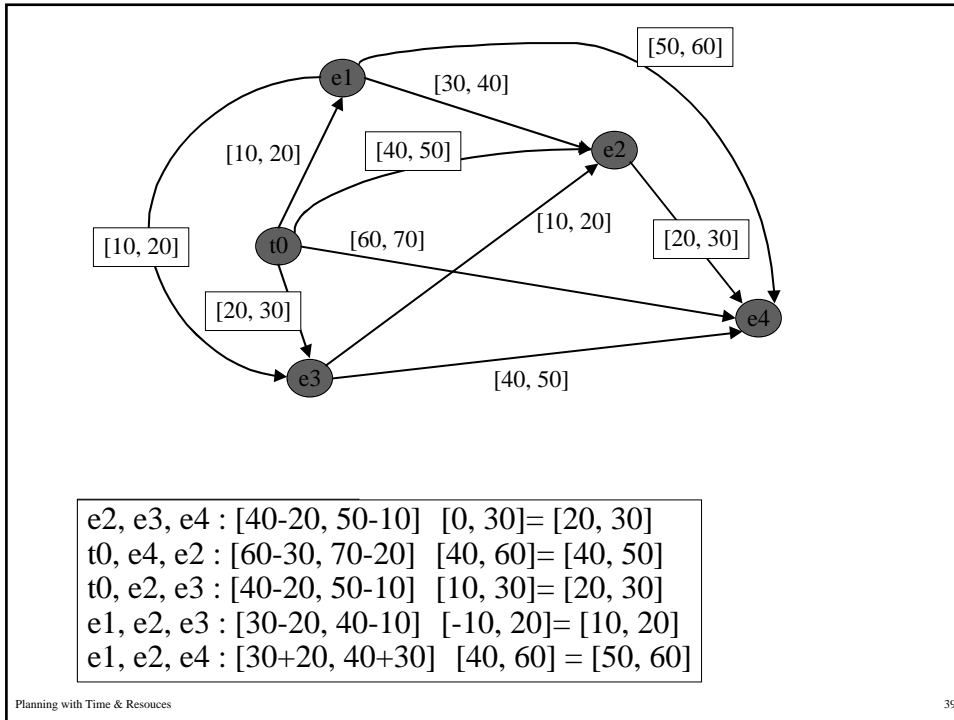 [50, 60]
e1
[30, 40]
[10, 20]
[40, 50]
e2
[10, 20]
[10, 20]
t0
[60, 70]
[20, 30]
[20, 30]
e4
e3
[40, 50]
e2, e3, e4 : [40-20, 50-10] [0, 30]= [20, 30]
t0, e4, e2 : [60-30, 70-20] [40, 60]= [40, 50]
t0, e2, e3 : [40-20, 50-10] [10, 30]= [20, 30]
e1, e2, e3 : [30-20, 40-10] [-10, 20]= [10, 20]
e1, e2, e4 : [30+20, 40+30] [40, 60] = [50, 60]
Planning with Time & Resouces
39